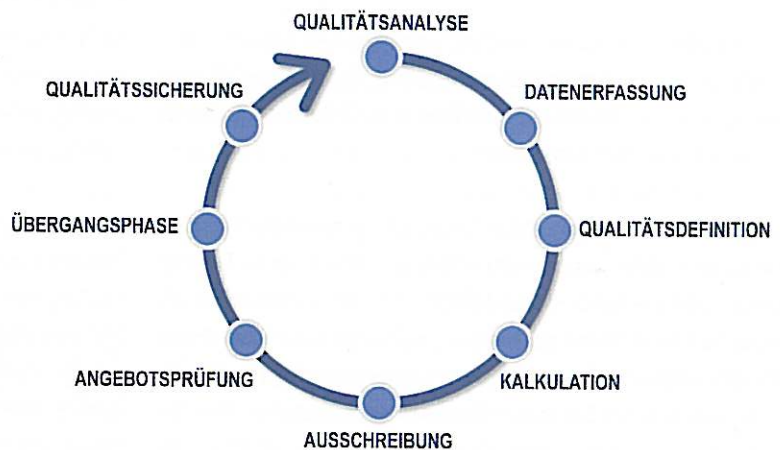 QUALITÄTSANALYSE
DATENERFASSUNG
QUALITÄTSDEFINITION
KALKULATION
AUSSCHREIBUNG
ANGEBOTSPRÜFUNG
ÜBERGANGSPHASE
QUALITÄTSSICHERUNG